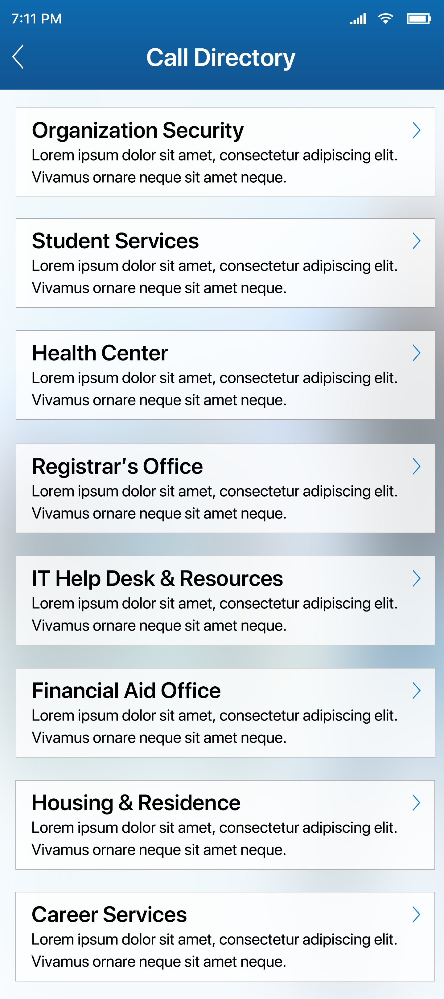 7:11 PM
Call Directory
Organization Security
Lorem ipsum dolor sit amet, consectetur adipiscing elit.
Vivamus ornare neque sit amet neque.
Student Services
Lorem ipsum dolor sit amet, consectetur adipiscing elit.
Vivamus ornare neque sit amet neque.
Health Center
Lorem ipsum dolor sit amet, consectetur adipiscing elit.
Vivamus ornare neque sit amet neque.
Registrar’s Office
Lorem ipsum dolor sit amet, consectetur adipiscing elit.
Vivamus ornare neque sit amet neque.
IT Help Desk & Resources
Lorem ipsum dolor sit amet, consectetur adipiscing elit.
Vivamus ornare neque sit amet neque.
Financial Aid Office
Lorem ipsum dolor sit amet, consectetur adipiscing elit.
Vivamus ornare neque sit amet neque.
Housing & Residence
Lorem ipsum dolor sit amet, consectetur adipiscing elit.
Vivamus ornare neque sit amet neque.
Career Services
Lorem ipsum dolor sit amet, consectetur adipiscing elit.
Vivamus ornare neque sit amet neque.